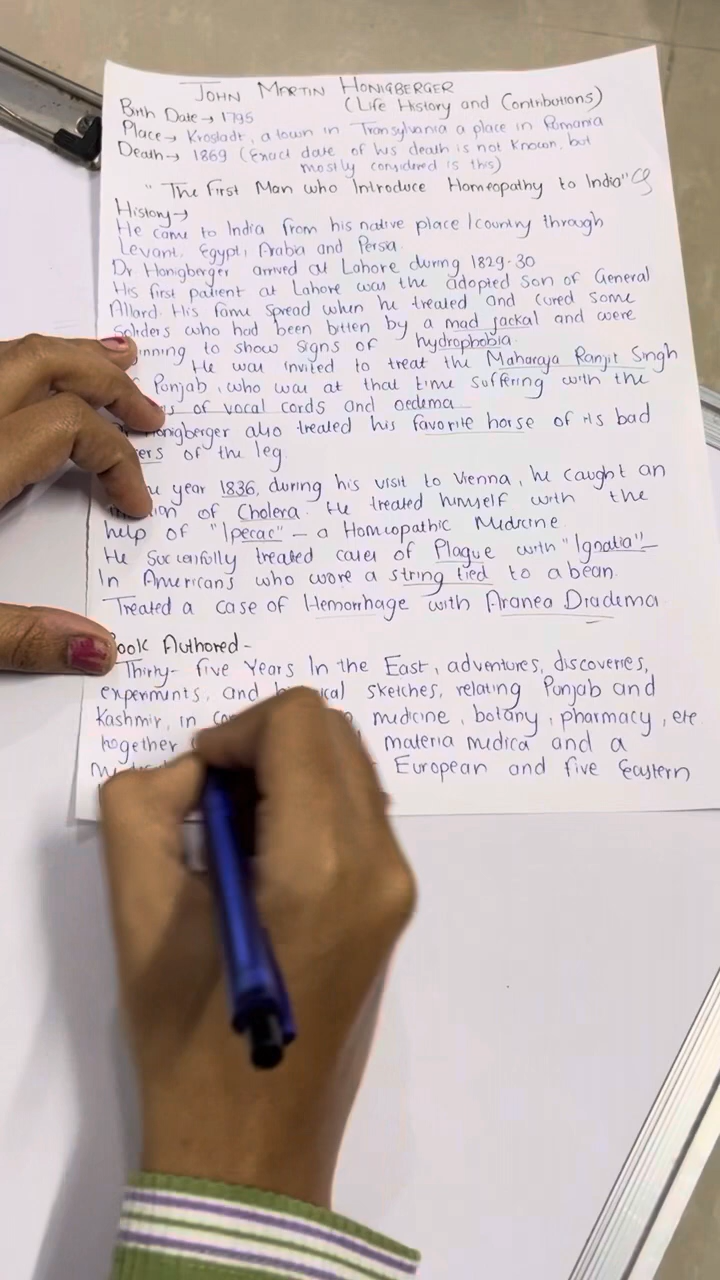 JOHN MARTIN HONIGBERGER
(Life History and Contributions)
Birth Date → 1795
Place → Krostadt, a town in Transylvania a place in Romania
Death → 1869 (Exact date of his death is not known, but
mostly considered is this)
"The First Man who Introduce Homeopathy to India"
History →
He came to India from his native place / country through
Levant, Egypt, Arabia and Persia.
Dr Honigberger arrived at Lahore during 1829-30
His first patient at Lahore was the adopted son of General
Allard. His fame spread when he treated and cured some
soliders who had been bitten by a mad jackal and were
inning to show signs of hydrophobia.
He was invited to treat the Maharaja Ranjit Singh
Punjab, who was at that time suffering with the
of vocal cords and oedema
onigberger also treated his favorite horse of its bad
ers of the leg
year 1836, during his visit to Vienna, he caught an
of Cholera. He treated himself with the
help of "Ipecac" – a Homeopathic Medicine
He Succenfully treated cases of Plague with "Ignatia" –
In Americans who wore a string tied to a bean.
Treated a case of Hemorrhage with Aranea Diadema
Book Authored -
Thirty- five Years In the East, adventures, discoveries,
experiments, and ical sketches, relating Punjab and
Kashmir, in medicine, botany, pharmacy, etc
together materia medica and a
European and five Eastern